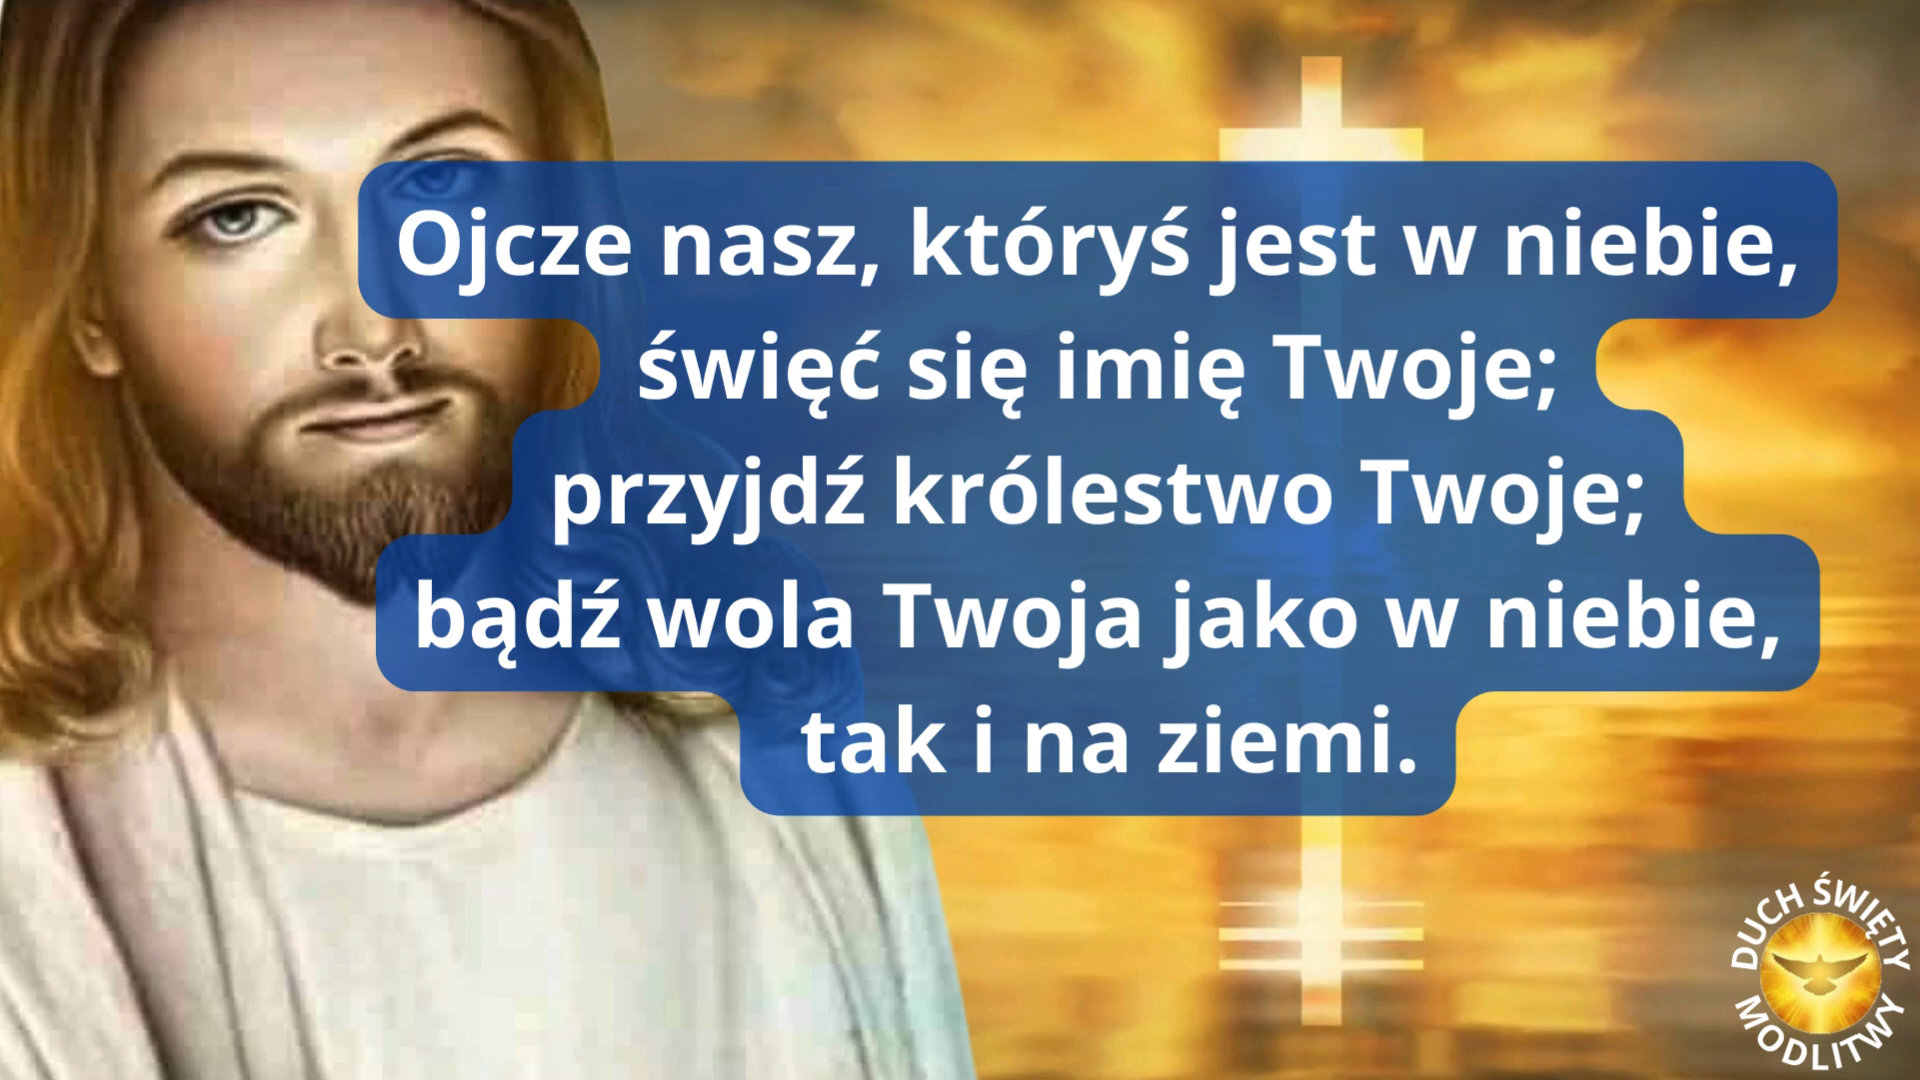 Ojcze nasz, któryś jest w niebie,
święć się imię Twoje;
przyjdź królestwo Twoje;
bądź wola Twoja jako w niebie,
tak i na ziemi.
DUCH ŚWIĘTY
MODLITWY